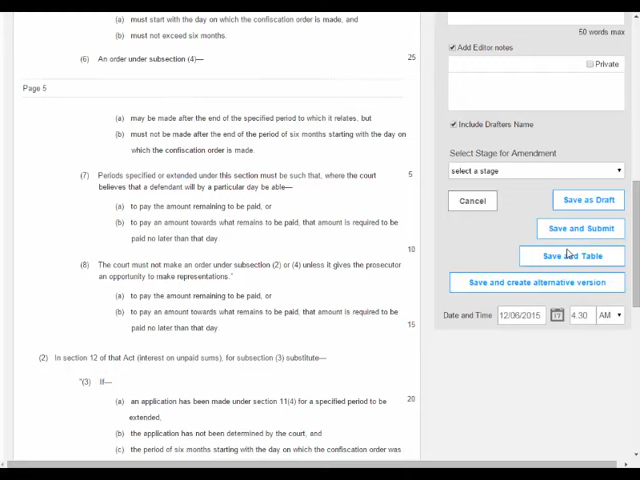 (a) must start with the day on which the confiscation order is made, and
(b) must not exceed six months.
(6) An order under subsection (4)—
25
Page 5
(a) may be made after the end of the specified period to which it relates, but
(b) must not be made after the end of the period of six months starting with the day on
which the confiscation order is made.
(7) Periods specified or extended under this section must be such that, where the court
5
believes that a defendant will by a particular day be able—
(a) to pay the amount remaining to be paid, or
(b) to pay an amount towards what remains to be paid, that amount is required to be
paid no later than that day.
10
(8) The court must not make an order under subsection (2) or (4) unless it gives the prosecutor
an opportunity to make representations."
(a) to pay the amount remaining to be paid, or
(b) to pay an amount towards what remains to be paid, that amount is required to be
paid no later than that day.
15
(2) In section 12 of that Act (interest on unpaid sums), for subsection (3) substitute—
"(3) If—
(a) an application has been made under section 11(4) for a specified period to be
20
extended,
(b) the application has not been determined by the court, and
(c) the period of six months starting with the day on which the confiscation order was
50 words max
Add Editor notes
Private
Include Drafters Name
Select Stage for Amendment
select a stage
Cancel
Save as Draft
Save and Submit
Save and Table
Save and create alternative version
Date and Time
12/06/2015
17
4.30
AM